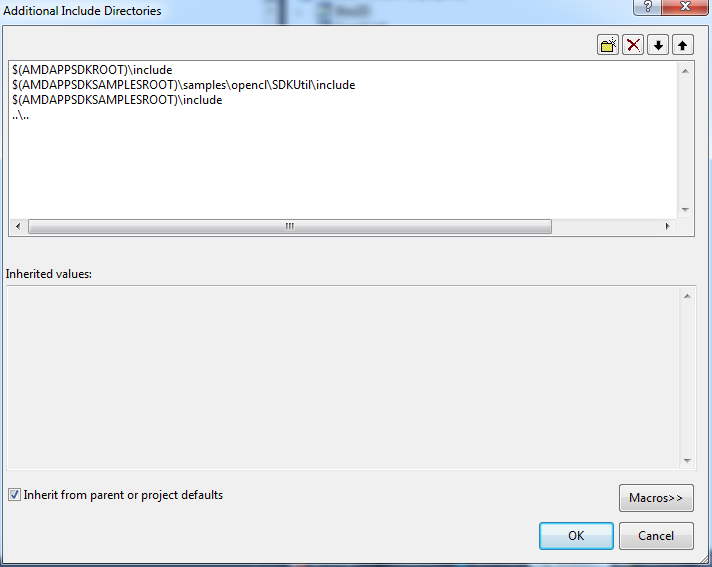 Additional Include Directories
$(AMDAPPSDKROOT)\include
$(AMDAPPSDKSAMPLESROOT)\samples\opencl\SDKUtil\include
$(AMDAPPSDKSAMPLESROOT)\include
..\..
Inherited values:
Inherit from parent or project defaults
Macros>>
OK
Cancel